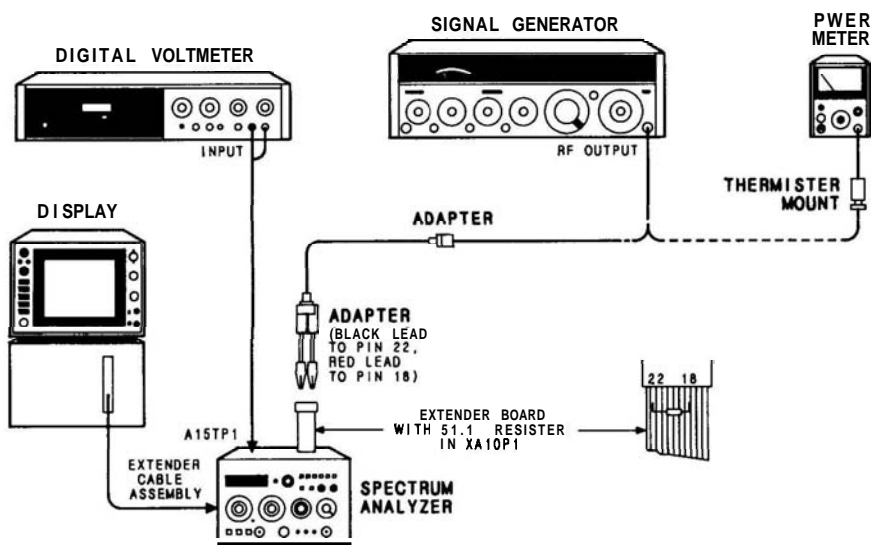 SIGNAL GENERATOR
PWER
METER
DIGITAL VOLTMETER
INPUT
RF OUTPUT
THERMISTER
MOUNT
DISPLAY
ADAPTER
ADAPTER
(BLACK LEAD
TO PIN 22,
RED LEAD
TO PIN 18)
22 18
EXTENDER BOARD
WITH 51.1 RESISTER
IN XA10P1
A15TP1
EXTENDER
CABLE
ASSEMBLY
SPECTRUM
ANALYZER